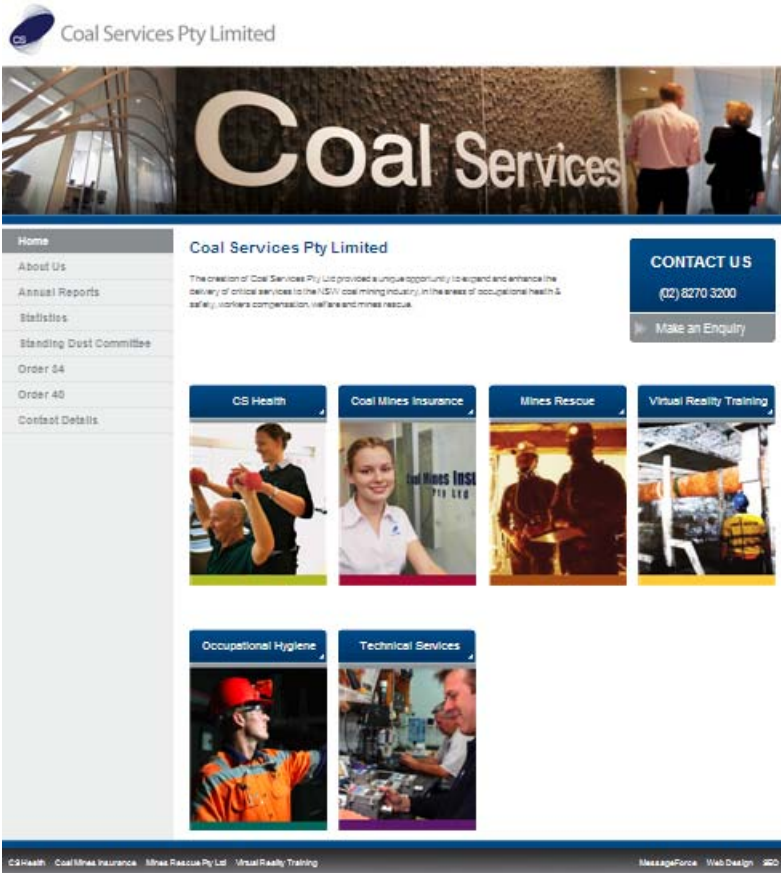 CS
Coal Services Pty Limited
Coal Services
Home
About Us
Annual Reports
Statistics
Standing Dust Committee
Order 34
Order 40
Contact Details
Coal Services Pty Limited
The creation of Coal Services Pty Ltd provided a unique opportunity to expand and enhance the
delivery of critical services to the NSW coal mining industry, in the areas of occupational health &
safety, workers compensation, welfare and mines rescue.
CONTACT US
(02) 8270 3200
Make an Enquiry
CS Health
Coal Mines Insurance
Mines Rescue
Virtual Reality Training
Mines Inst
Pty Ltd
Occupational Hygiene
Technical Services
CS Health Coal Mines Insurance Mines Rescue Pty Ltd Virtual Reality Training
MessageForce Web Design SEO